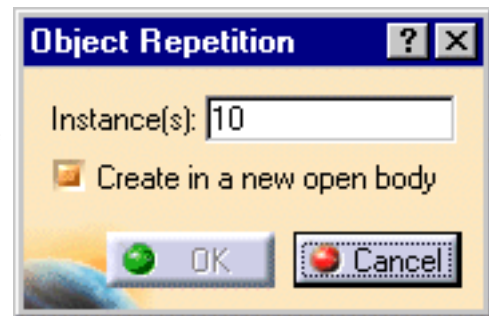 Object Repetition ? ×
Instance(s): 10
Create in a new open body
OK Cancel